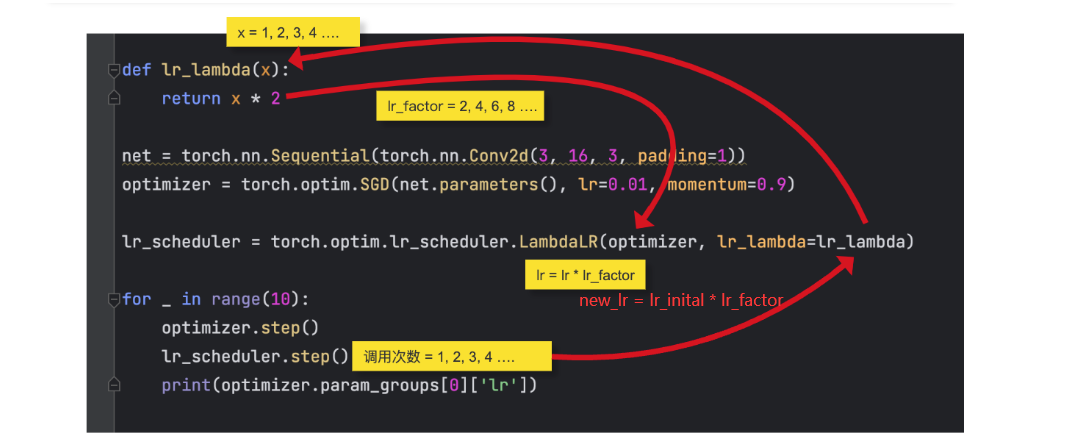 x = 1, 2, 3, 4 ....
def lr_lambda(x):
return x * 2
lr_factor = 2, 4, 6, 8 ....
net = torch.nn.Sequential(torch.nn.Conv2d(3, 16, 3, padding=1))
optimizer = torch.optim.SGD(net.parameters(), lr=0.01, momentum=0.9)
lr_scheduler = torch.optim.lr_scheduler.LambdaLR(optimizer, lr_lambda=lr_lambda)
lr = lr * lr_factor
new_lr = lr_inital * lr_factor
for _ in range(10):
optimizer.step()
lr_scheduler.step() 调用次数 = 1, 2, 3, 4 ....
print(optimizer.param_groups[0]['lr'])